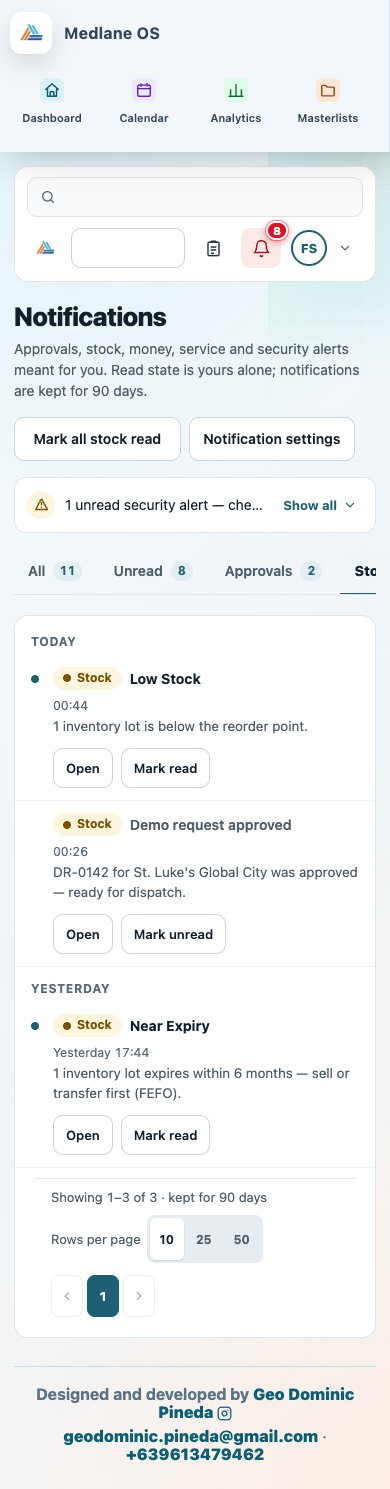 Medlane OS
Dashboard
Calendar
Analytics
Masterlists
8
FS
Notifications
Approvals, stock, money, service and security alerts
meant for you. Read state is yours alone; notifications
are kept for 90 days.
Mark all stock read
Notification settings
1 unread security alert — che…
Show all
All 11
Unread 8
Approvals 2
Sto
TODAY
Stock Low Stock
00:44
1 inventory lot is below the reorder point.
Open
Mark read
Stock Demo request approved
00:26
DR-0142 for St. Luke's Global City was approved
— ready for dispatch.
Open
Mark unread
YESTERDAY
Stock Near Expiry
Yesterday 17:44
1 inventory lot expires within 6 months — sell or
transfer first (FEFO).
Open
Mark read
Showing 1–3 of 3 · kept for 90 days
Rows per page 10 25 50
1
Designed and developed by Geo Dominic
Pineda
geodominic.pineda@gmail.com ·
+639613479462